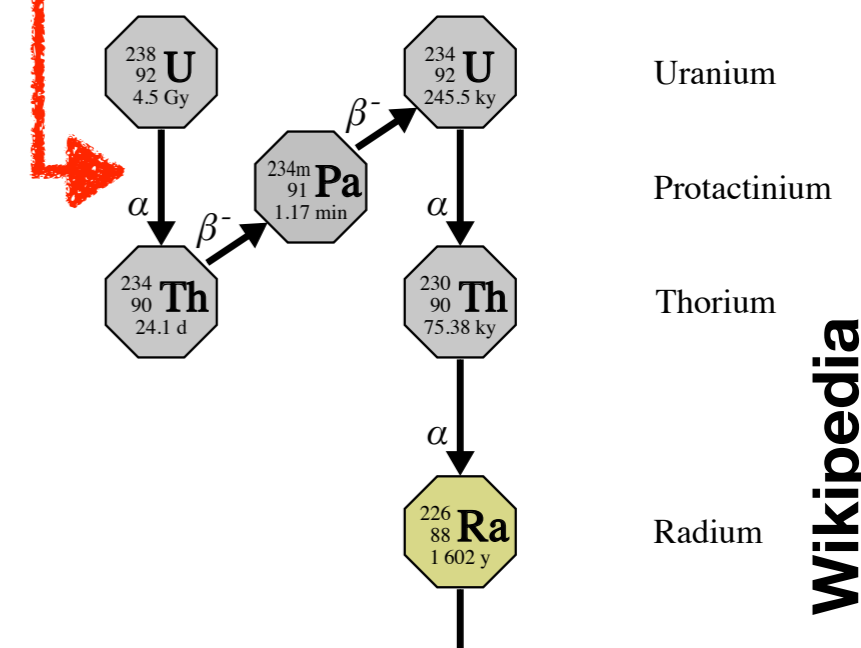 238
92 U
4.5 Gy
234
92 U
245.5 ky
Uranium
β-
234m
91 Pa
1.17 min
Protactinium
α
β-
α
234
90 Th
24.1 d
230
90 Th
75.38 ky
Thorium
α
226
88 Ra
1 602 y
Radium
Wikipedia